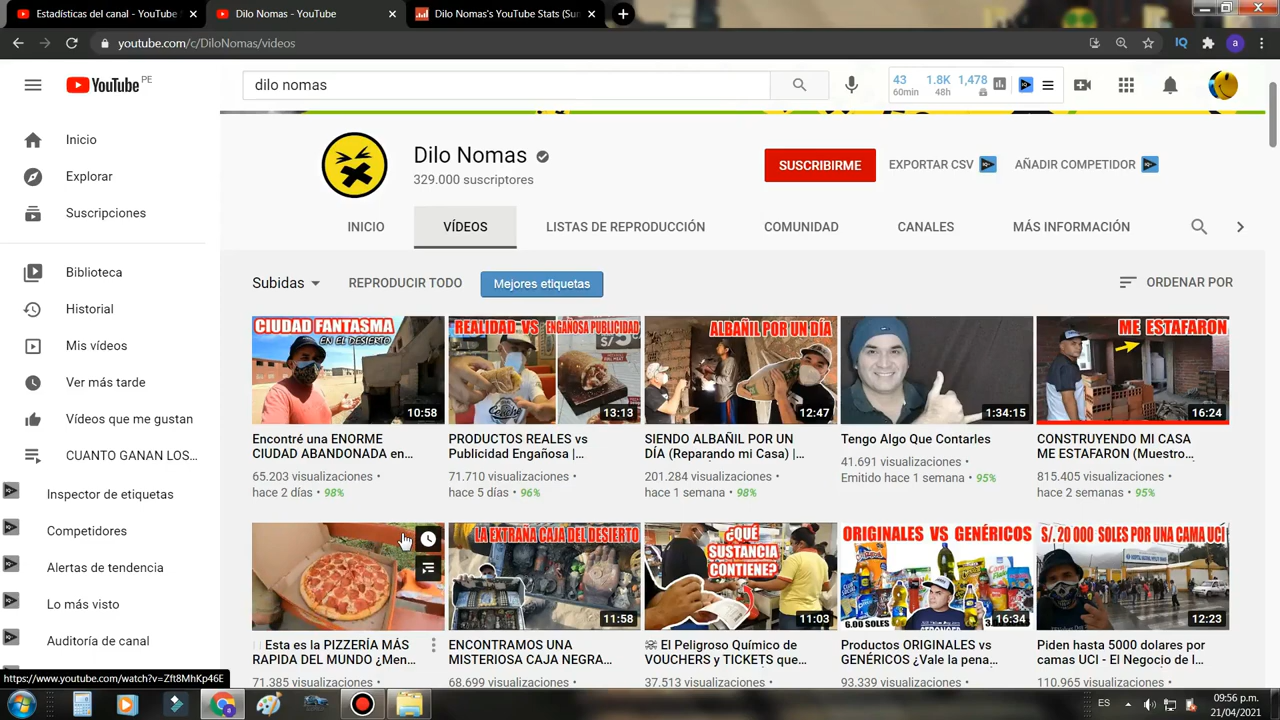 Estadísticas del canal - YouTube
Dilo Nomas - YouTube
Dilo Nomas's YouTube Stats (Sum
youtube.com/c/DiloNomas/videos
IQ
a
YouTube PE
dilo nomas
43 1.8K 1,478
60min 48h
Inicio
Explorar
Suscripciones
Biblioteca
Historial
Mis vídeos
Ver más tarde
Vídeos que me gustan
CUANTO GANAN LOS...
Inspector de etiquetas
Competidores
Alertas de tendencia
Lo más visto
Auditoría de canal
Dilo Nomas
329.000 suscriptores
SUSCRIBIRME
EXPORTAR CSV
AÑADIR COMPETIDOR
INICIO VÍDEOS LISTAS DE REPRODUCCIÓN COMUNIDAD CANALES MÁS INFORMACIÓN
Subidas REPRODUCIR TODO Mejores etiquetas ORDENAR POR
CIUDAD FANTASMA
EN EL DESIERTO
10:58
Encontré una ENORME
CIUDAD ABANDONADA en...
65.203 visualizaciones •
hace 2 días • 98%
REALIDAD VS ENGAÑOSA PUBLICIDAD
13:13
PRODUCTOS REALES vs
Publicidad Engañosa |...
71.710 visualizaciones •
hace 5 días • 96%
ALBAÑIL POR UN DÍA
12:47
SIENDO ALBAÑIL POR UN
DÍA (Reparando mi Casa) |...
201.284 visualizaciones •
hace 1 semana • 98%
1:34:15
Tengo Algo Que Contarles
41.691 visualizaciones •
Emitido hace 1 semana • 95%
ME ESTAFARON
16:24
CONSTRUYENDO MI CASA
ME ESTAFARON (Muestro...
815.405 visualizaciones •
hace 2 semanas • 95%
Esta es la PIZZERÍA MÁS
RAPIDA DEL MUNDO ¿Men...
71.385 visualizaciones •
LA EXTRAÑA CAJA DEL DESIERTO
11:58
ENCONTRAMOS UNA
MISTERIOSA CAJA NEGRA...
68.699 visualizaciones •
¿QUÉ
SUSTANCIA
CONTIENE?
11:03
El Peligroso Químico de
VOUCHERS y TICKETS que...
37.513 visualizaciones •
ORIGINALES VS GENÉRICOS
6.00 SOLES
16:34
Productos ORIGINALES vs
GENÉRICOS ¿Vale la pena...
93.339 visualizaciones •
S/. 20 000 SOLES POR UNA CAMA UCI
12:23
Piden hasta 5000 dolares por
camas UCI - El Negocio de l...
110.965 visualizaciones •
https://www.youtube.com/watch?v=Zft8MhKp46E
ES
09:56 p.m.
21/04/2021